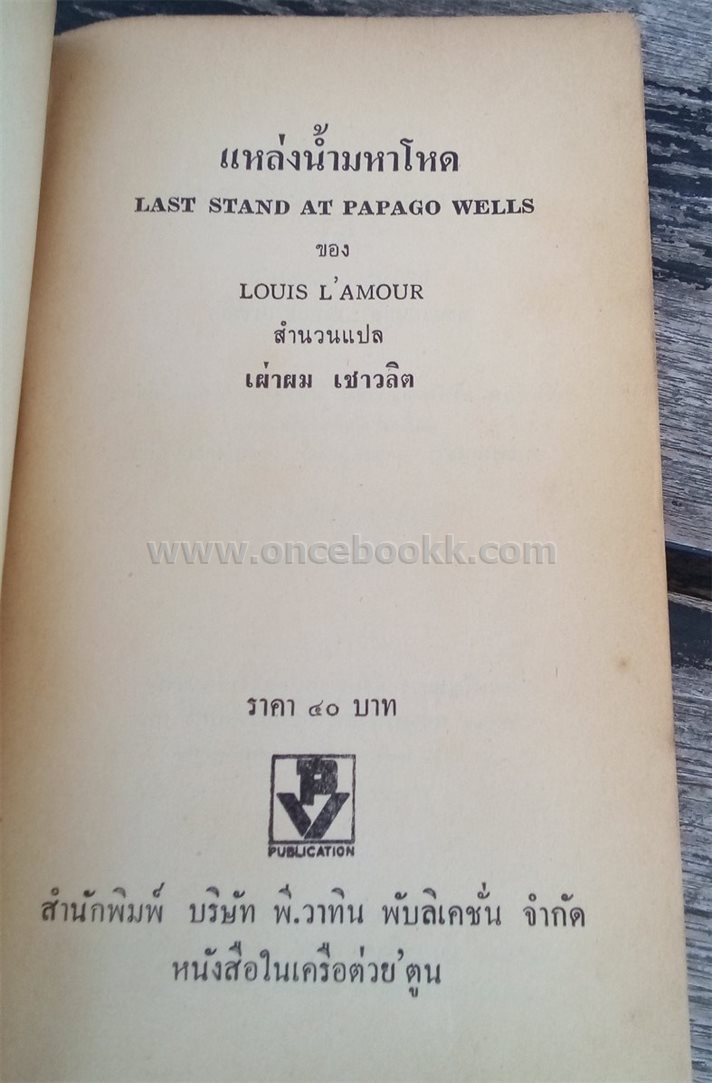 แหล่งน้ำมหาโหด
LAST STAND AT PAPAGO WELLS
ของ
LOUIS L'AMOUR
สำนวนแปล
เผ่าผม เชาวลิต
www.oncebookk.com
ราคา ๔๐ บาท
PV
PUBLICATION
สำนักพิมพ์ บริษัท พี.วาทิน พับลิเคชั่น จำกัด
หนังสือในเครือต่วย'ตูน